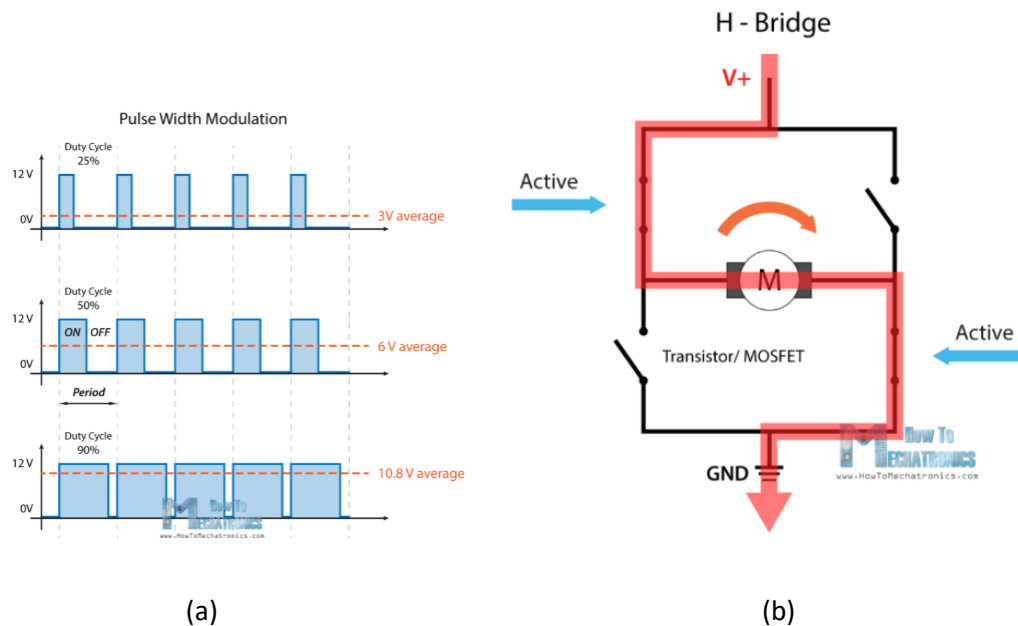 Pulse Width Modulation
Duty Cycle
25%
12 V
0V
3V average
Duty Cycle
50%
12 V
ON OFF
6 V average
0V
Period
Duty Cycle
90%
12 V
10.8 V average
0V
How To
MECHATRONICS
www.HowToMechatronics.com
(a)
H - Bridge
V+
Active
M
Transistor/ MOSFET
Active
How To
MECHATRONICS
GND
www.HowToMechatronics.com
(b)